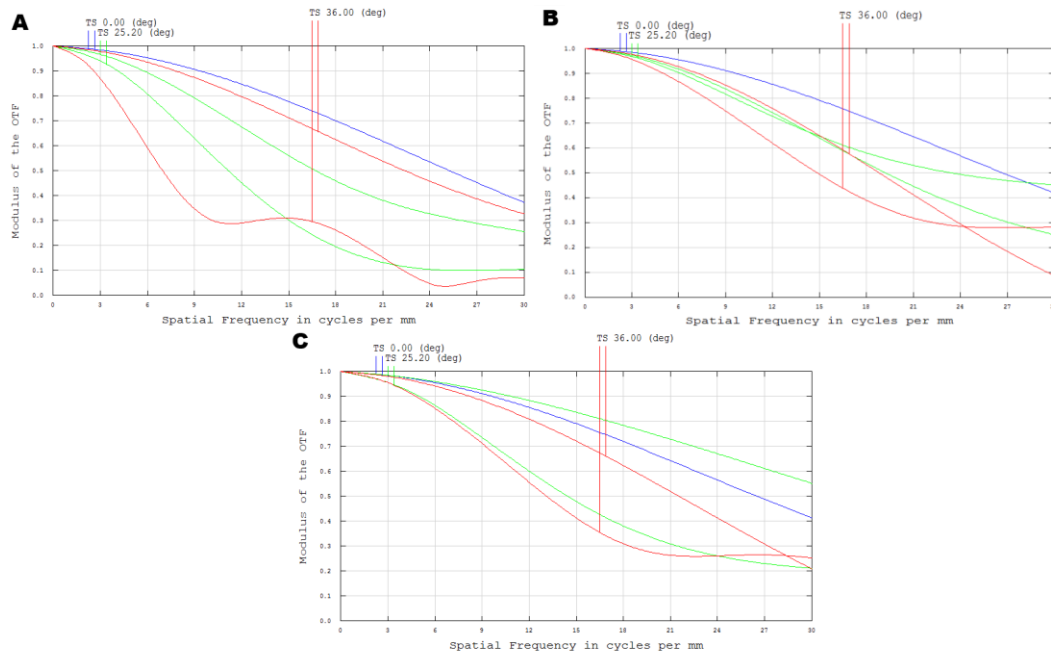 A
TS 0.00 (deg)
TS 25.20 (deg)
TS 36.00 (deg)
Modulus of the OTF
1.0
0.9
0.8
0.7
0.6
0.5
0.4
0.3
0.2
0.1
0.0
0 3 6 9 12 15 18 21 24 27 30
Spatial Frequency in cycles per mm
B
TS 0.00 (deg)
TS 25.20 (deg)
TS 36.00 (deg)
Modulus of the OTF
1.0
0.9
0.8
0.7
0.6
0.5
0.4
0.3
0.2
0.1
0.0
0 3 6 9 12 15 18 21 24 27
Spatial Frequency in cycles per mm
C
TS 0.00 (deg)
TS 25.20 (deg)
TS 36.00 (deg)
Modulus of the OTF
1.0
0.9
0.8
0.7
0.6
0.5
0.4
0.3
0.2
0.1
0.0
0 3 6 9 12 15 18 21 24 27 30
Spatial Frequency in cycles per mm